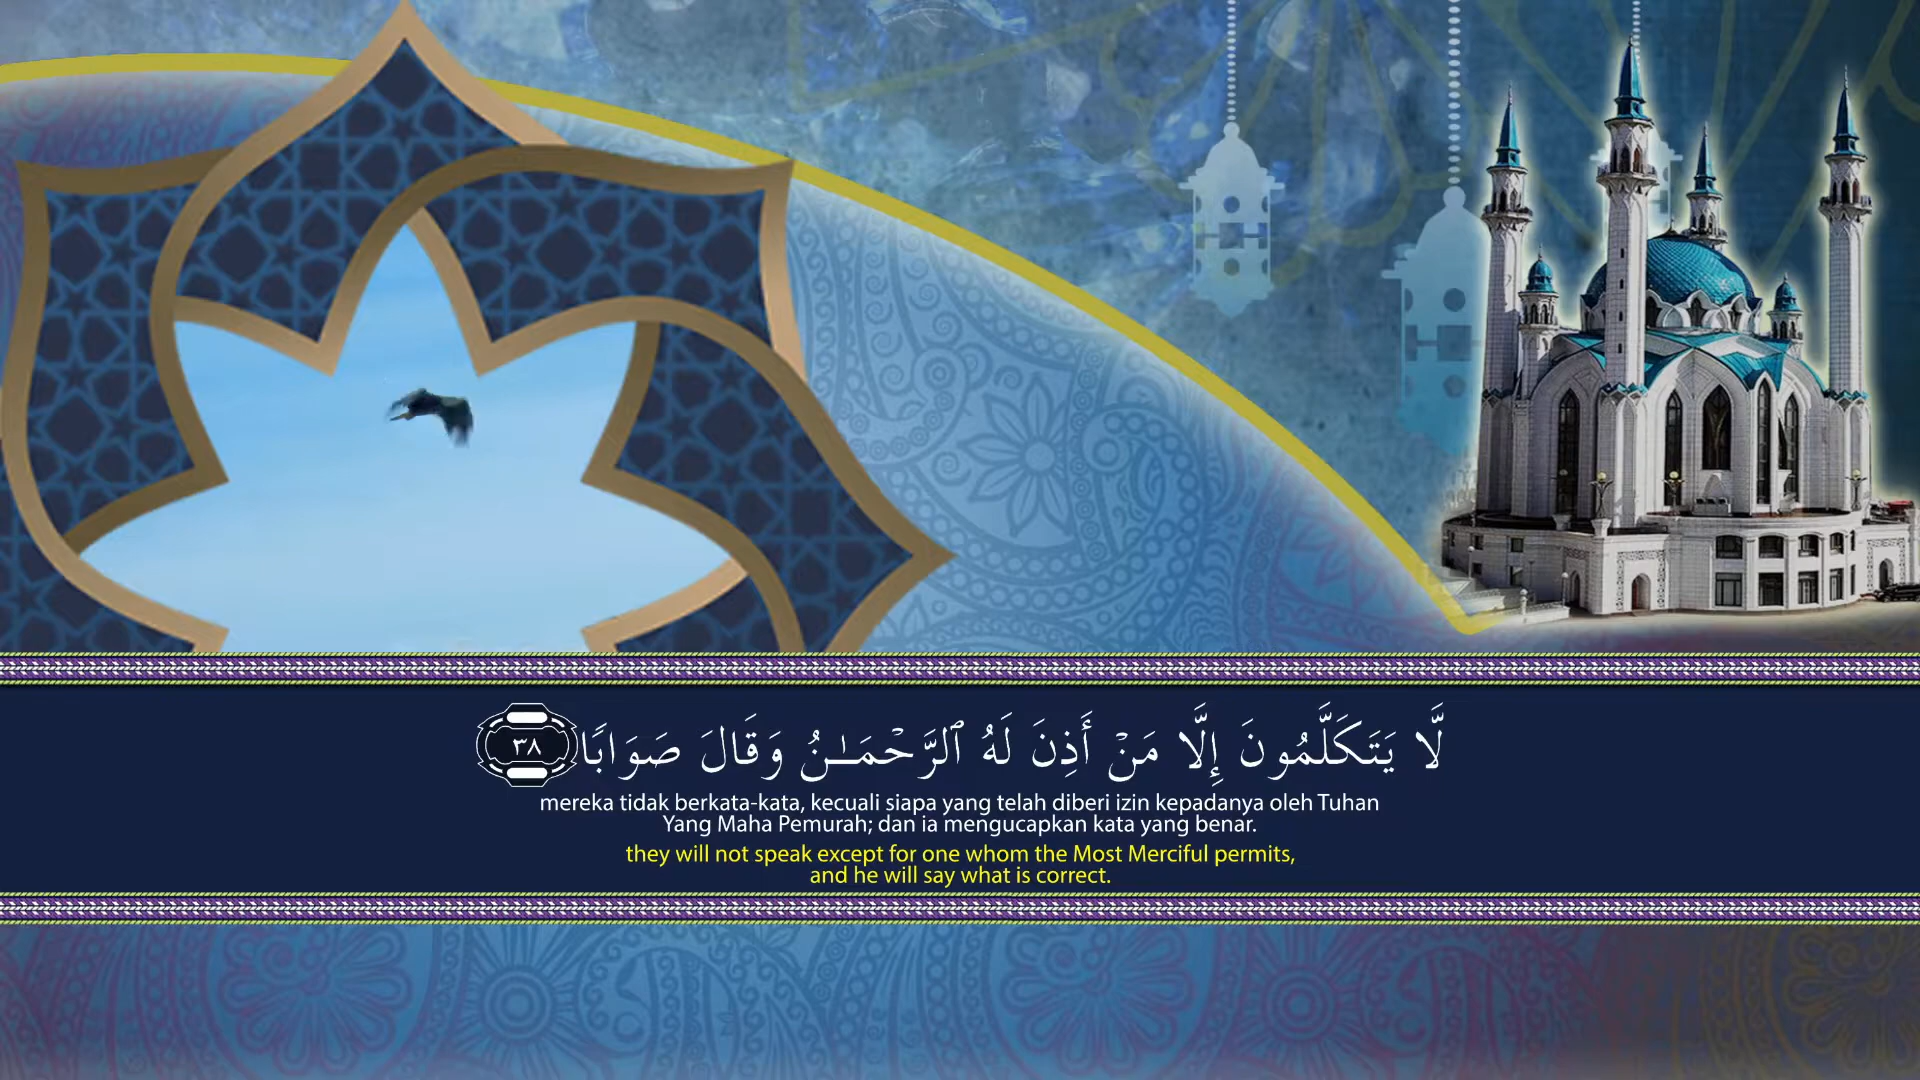 لَّا يَتَكَلَّمُونَ إِلَّا مَنْ أَذِنَ لَهُ ٱلرَّحْمَـٰنُ وَقَالَ صَوَابًا ٣٨
mereka tidak berkata-kata, kecuali siapa yang telah diberi izin kepadanya oleh Tuhan
Yang Maha Pemurah; dan ia mengucapkan kata yang benar.
they will not speak except for one whom the Most Merciful permits,
and he will say what is correct.